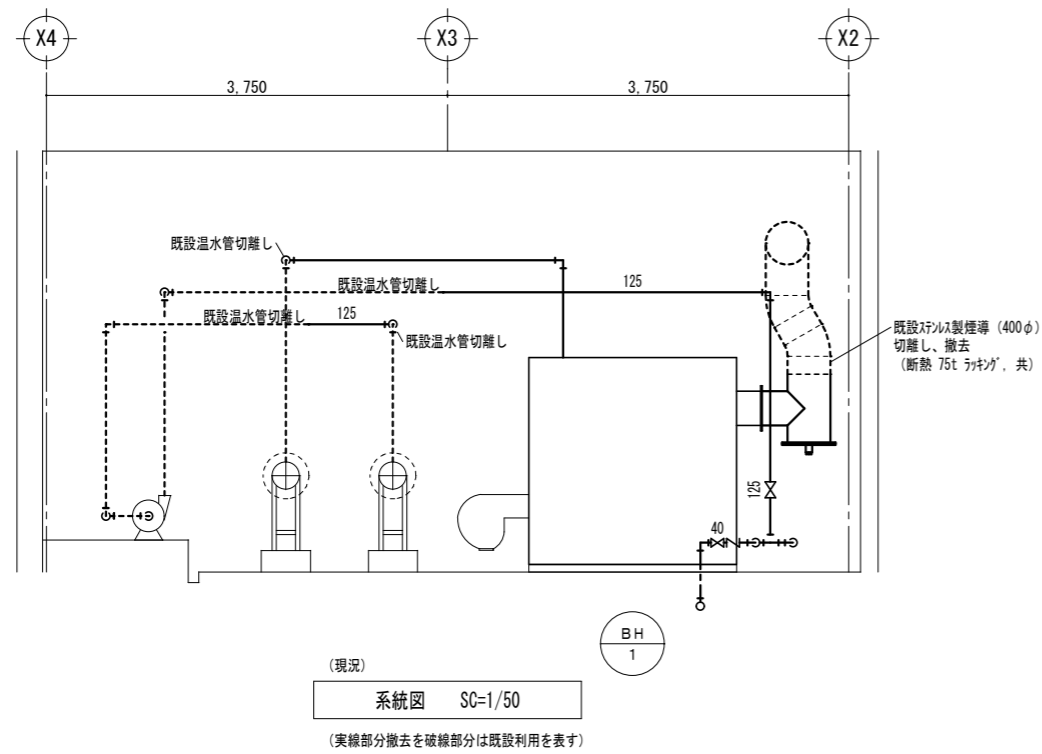 X4
X3
X2
3,750
3,750
既設温水管切離し
既設温水管切離し
125
既設温水管切離し
125
既設温水管切離し
既設ステンレス製煙導（400φ）
切離し、撤去
（断熱 75t ラッキング, 共）
125
40
BH
1
（現況）
系統図 SC=1/50
（実線部分撤去を破線部分は既設利用を表す）